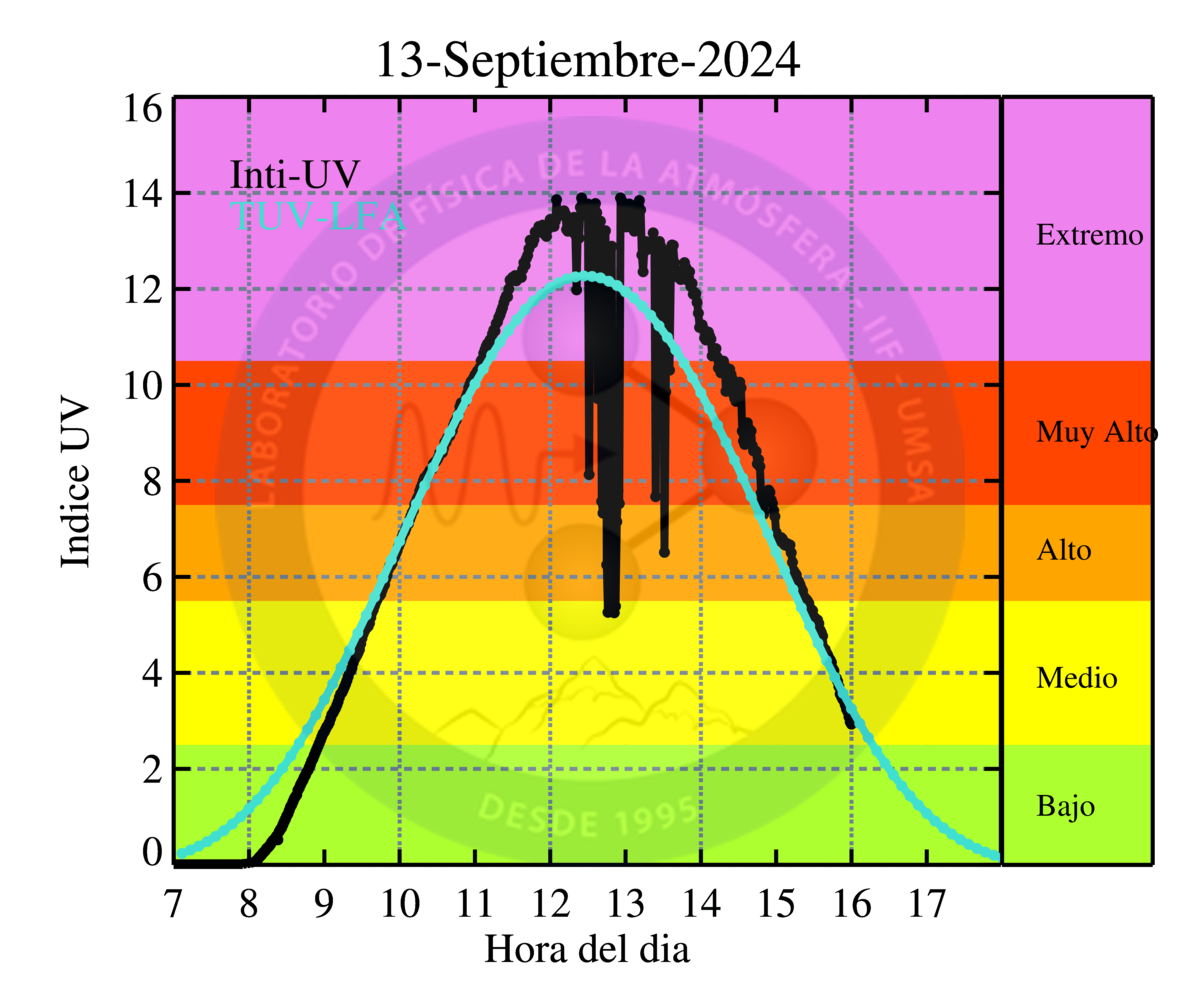 13-Septiembre-2024
16
14
12
10
8
6
4
2
0
Indice UV
Inti-UV
TUV-LFA
LABORATORIO DE FÍSICA DE LA ATMÓSFERA - IIF - UMSA
DESDE 1995
Extremo
Muy Alto
Alto
Medio
Bajo
7 8 9 10 11 12 13 14 15 16 17
Hora del dia